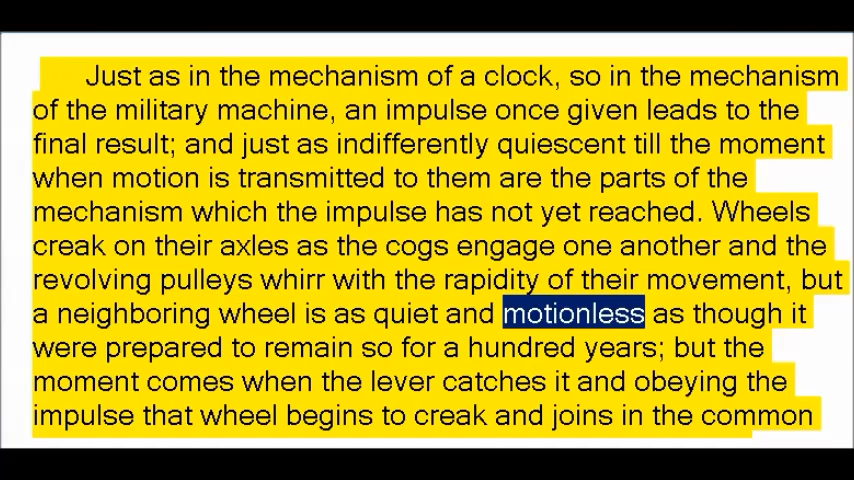 Just as in the mechanism of a clock, so in the mechanism
of the military machine, an impulse once given leads to the
final result; and just as indifferently quiescent till the moment
when motion is transmitted to them are the parts of the
mechanism which the impulse has not yet reached. Wheels
creak on their axles as the cogs engage one another and the
revolving pulleys whirr with the rapidity of their movement, but
a neighboring wheel is as quiet and motionless as though it
were prepared to remain so for a hundred years; but the
moment comes when the lever catches it and obeying the
impulse that wheel begins to creak and joins in the common